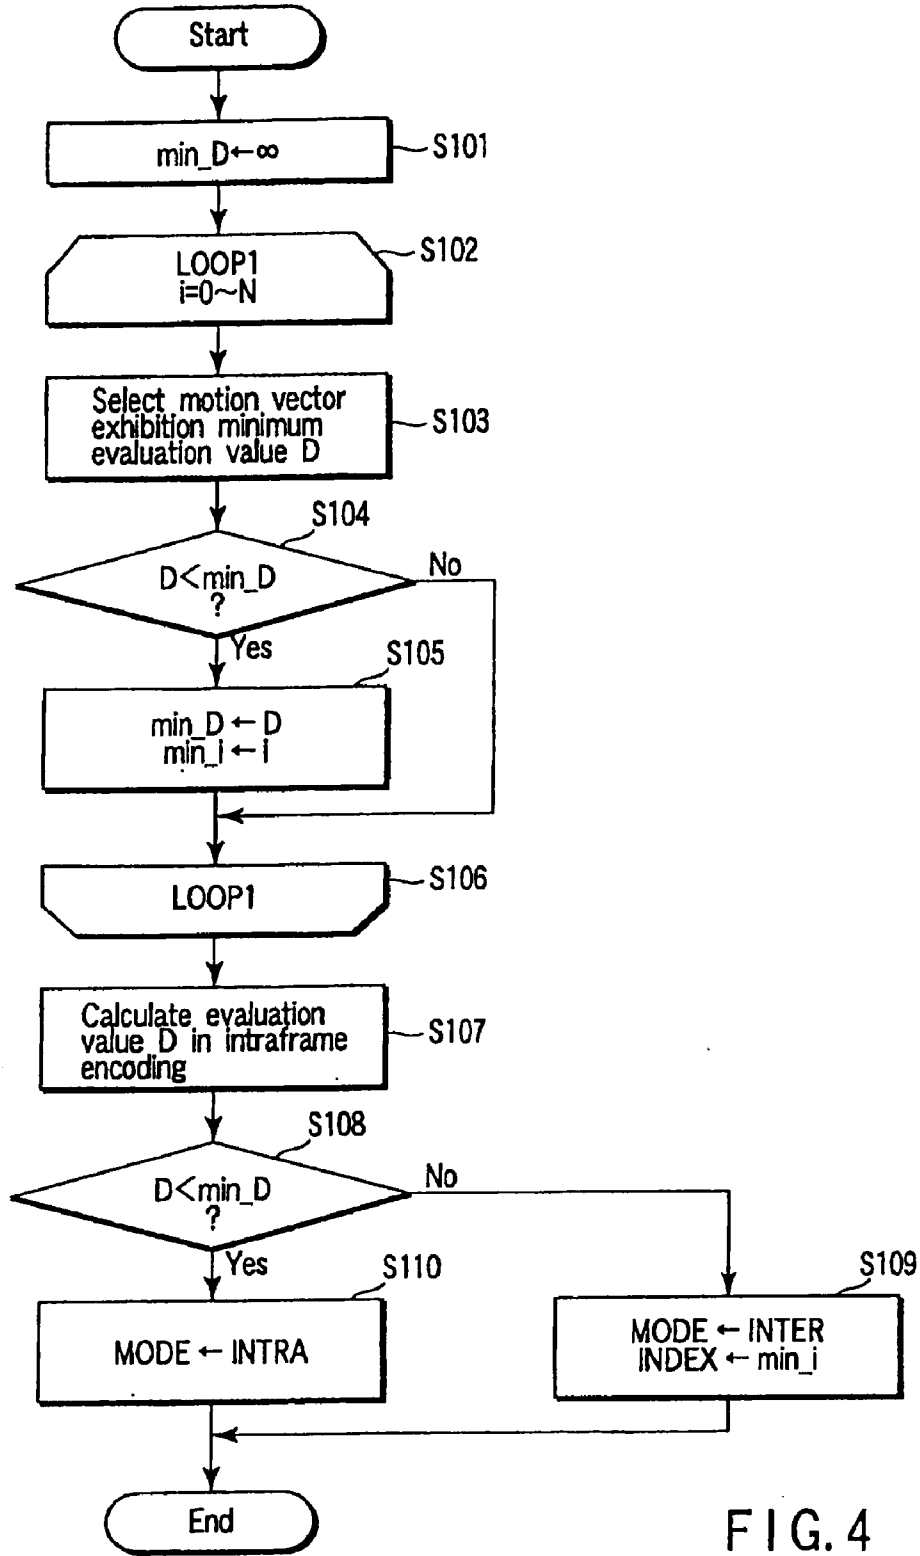 Start
min_D←∞
S101
LOOP1
i=0~N
S102
Select motion vector
exhibition minimum
evaluation value D
S103
S104
D<min_D
?
No
Yes
S105
min_D ← D
min_i ← i
LOOP1
S106
Calculate evaluation
value D in intraframe
encoding
S107
S108
D<min_D
?
No
Yes
S110
MODE ← INTRA
S109
MODE ← INTER
INDEX ← min_i
End
FIG. 4